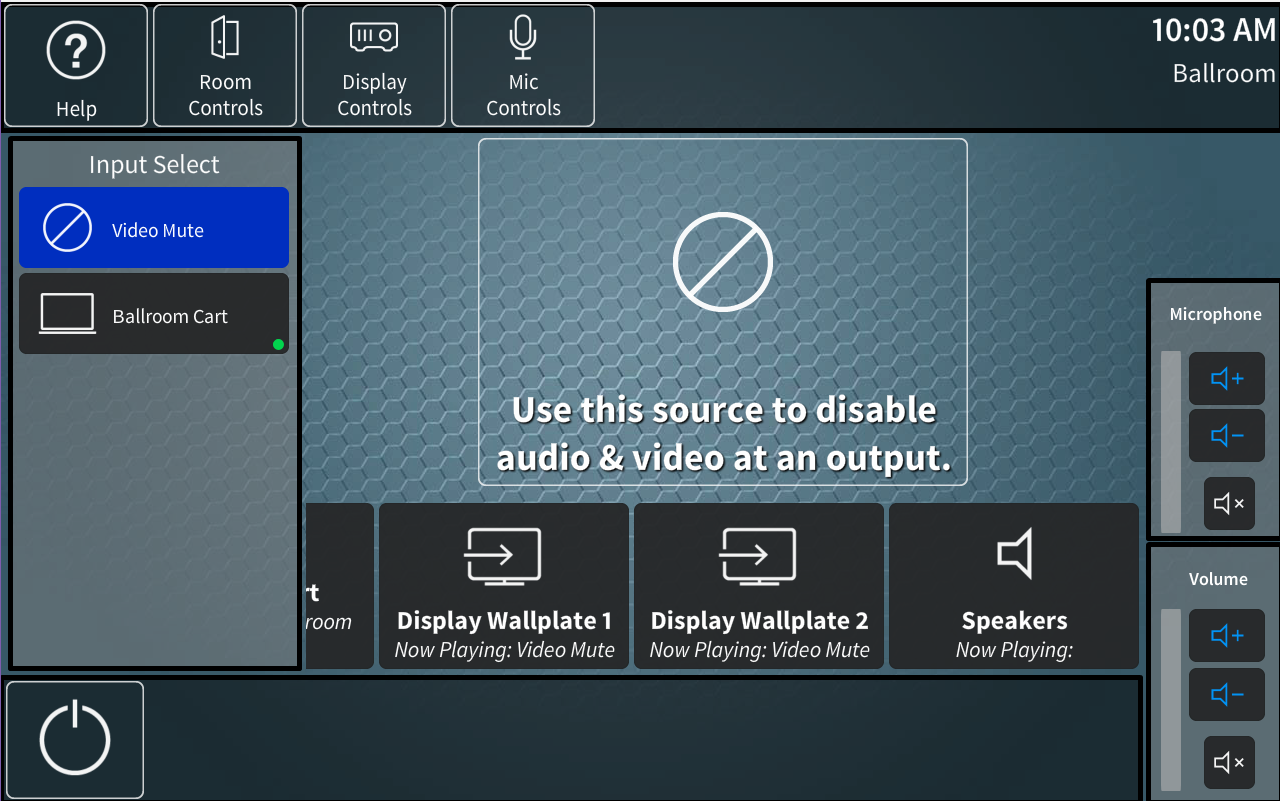 10:03 AM
Ballroom
Help
Room
Controls
Display
Controls
Mic
Controls
Input Select
Video Mute
Ballroom Cart
Use this source to disable
audio & video at an output.
Microphone
rt
room
Display Wallplate 1
Now Playing: Video Mute
Display Wallplate 2
Now Playing: Video Mute
Speakers
Now Playing:
Volume